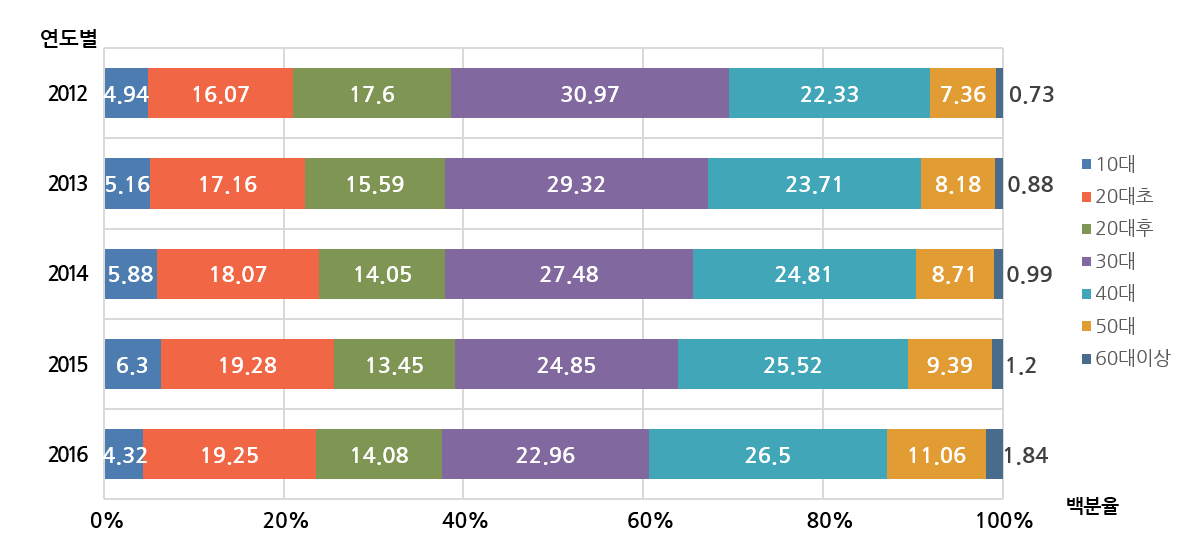 연도별
2012 4.94 16.07 17.6 30.97 22.33 7.36 0.73
2013 5.16 17.16 15.59 29.32 23.71 8.18 0.88
2014 5.88 18.07 14.05 27.48 24.81 8.71 0.99
2015 6.3 19.28 13.45 24.85 25.52 9.39 1.2
2016 4.32 19.25 14.08 22.96 26.5 11.06 1.84
0% 20% 40% 60% 80% 100% 백분율
10대
20대초
20대후
30대
40대
50대
60대이상